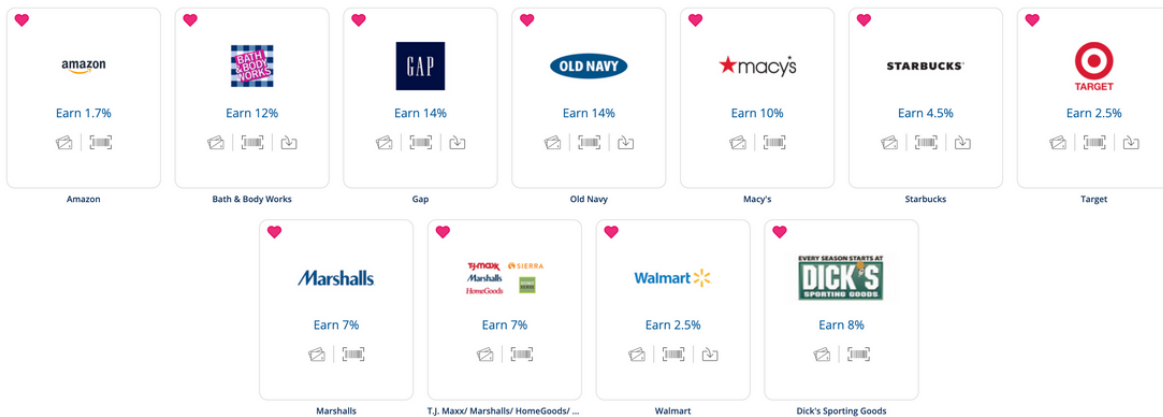 amazon
Earn 1.7%
Amazon
BATH
& BODY
WORKS
Earn 12%
Bath & Body Works
GAP
Earn 14%
Gap
OLD NAVY
Earn 14%
Old Navy
macy's
Earn 10%
Macy's
STARBUCKS
Earn 4.5%
Starbucks
TARGET
Earn 2.5%
Target
Marshalls
Earn 7%
Marshalls
T.J.maxx
SIERRA
Marshalls
HomeGoods
Earn 7%
T.J. Maxx/ Marshalls/ HomeGoods/ ...
Walmart
Earn 2.5%
Walmart
EVERY SEASON STARTS AT
DICK'S
SPORTING GOODS
Earn 8%
Dick's Sporting Goods